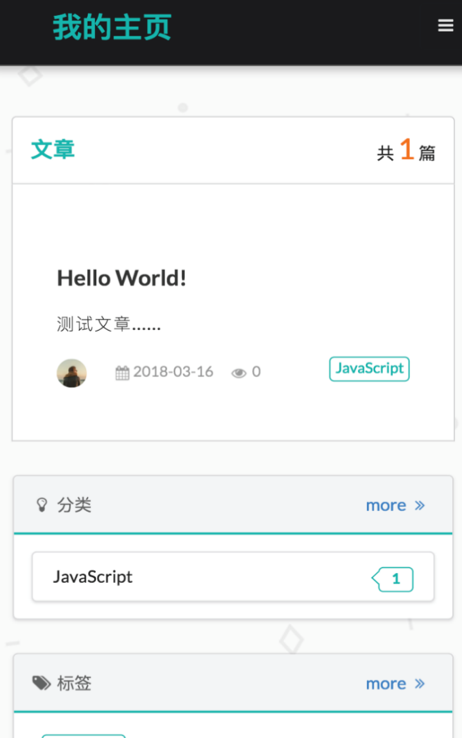 我的主页
文章 共 1 篇
Hello World!
测试文章......
2018-03-16 0 JavaScript
分类 more
JavaScript 1
标签 more